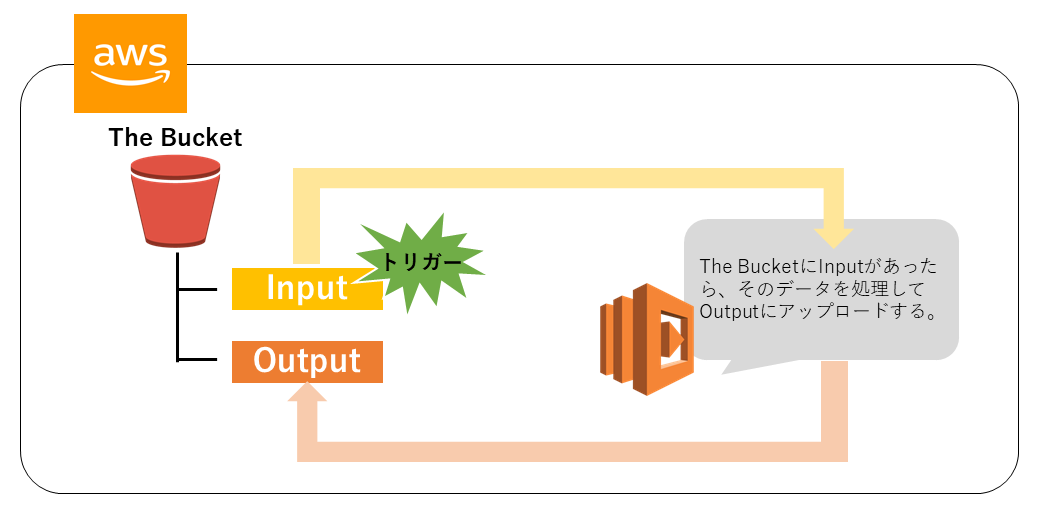 aws
The Bucket
トリガー
Input
Output
The BucketにInputがあった
ら、そのデータを処理して
Outputにアップロードする。